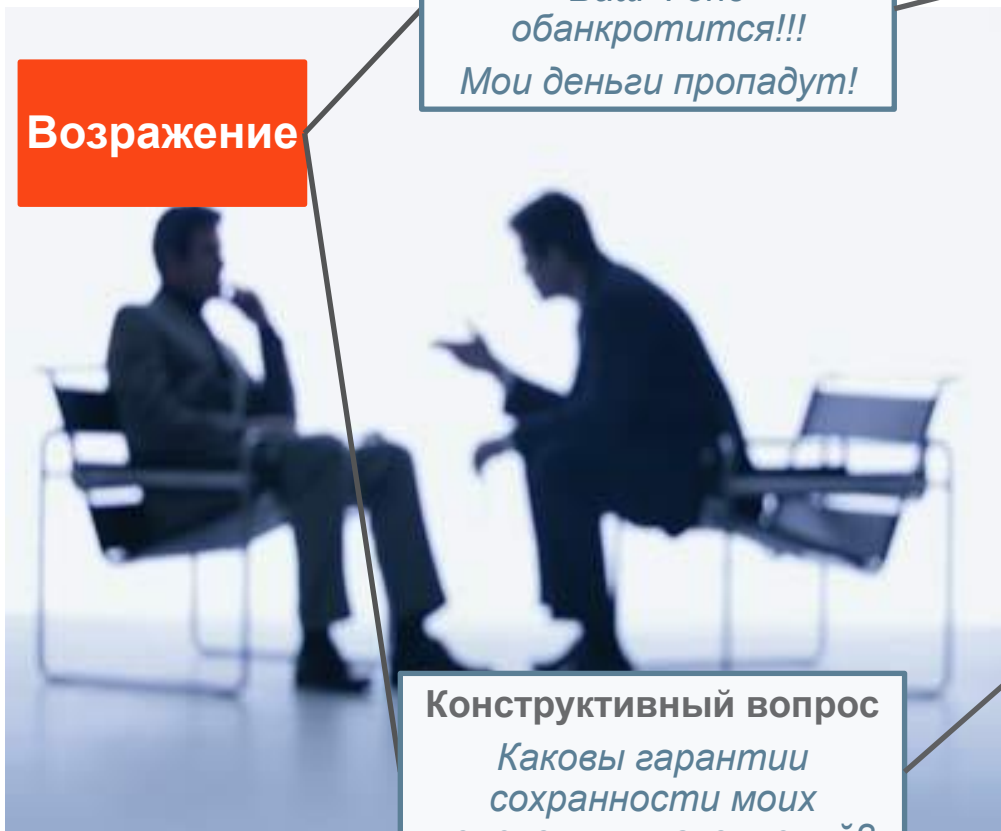 обанкротится!!!
Мои деньги пропадут!
Возражение
Конструктивный вопрос
Каковы гарантии
сохранности моих